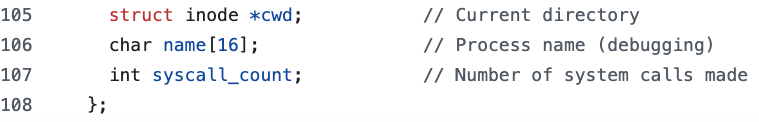 105 struct inode *cwd; // Current directory
106 char name[16]; // Process name (debugging)
107 int syscall_count; // Number of system calls made
108 };